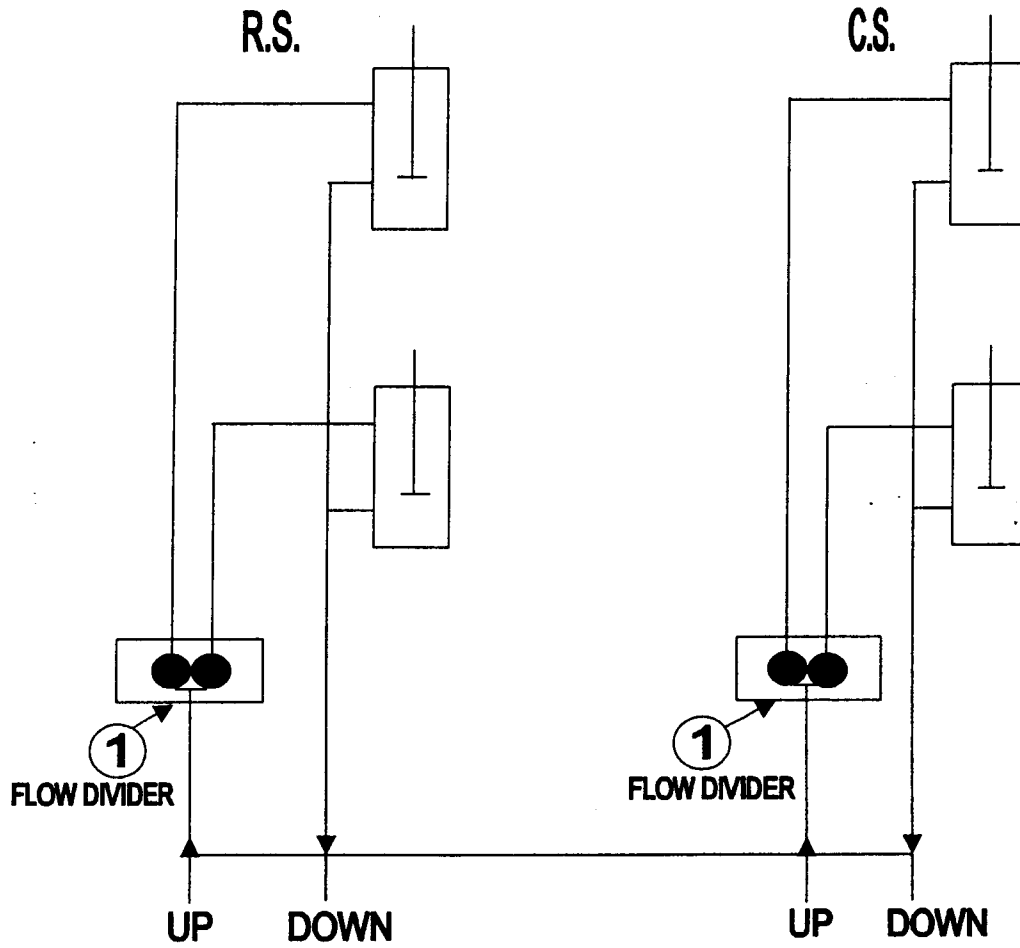 R.S.
C.S.
1
FLOW DIVIDER
1
FLOW DIVIDER
UP
DOWN
UP
DOWN